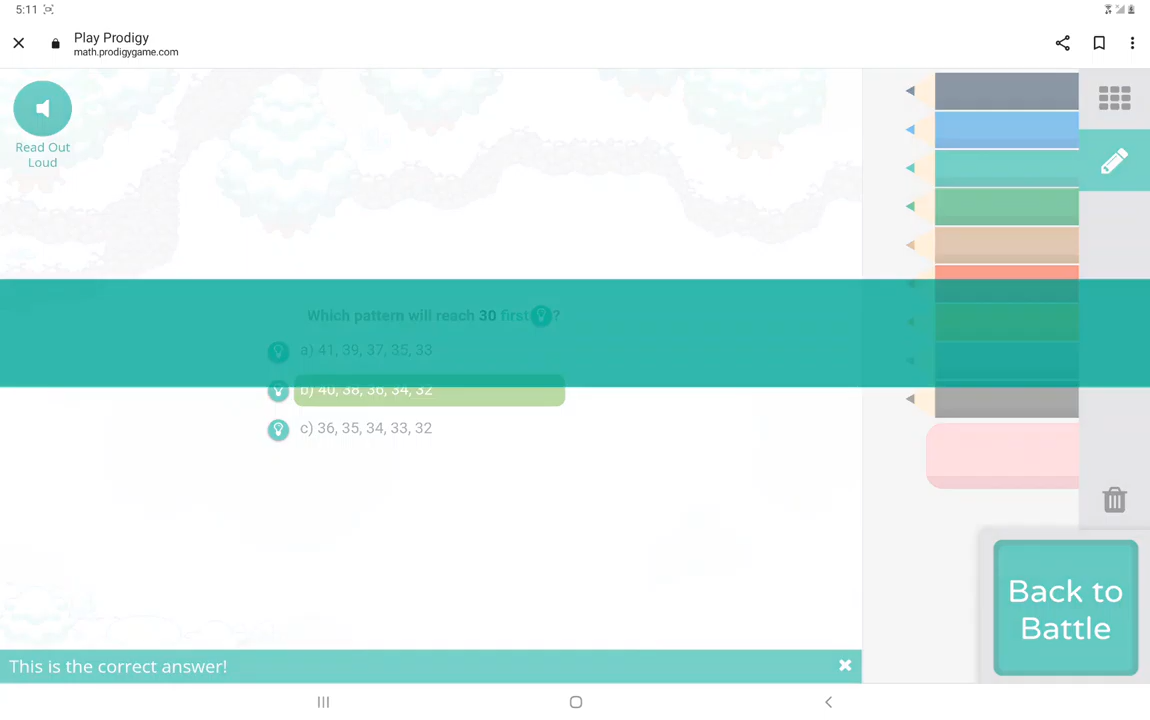 5:11
Play Prodigy
math.prodigygame.com
Read Out
Loud
Which pattern will reach 30 first?
a) 41, 39, 37, 35, 33
b) 40, 38, 36, 34, 32
c) 36, 35, 34, 33, 32
Back to
Battle
This is the correct answer!